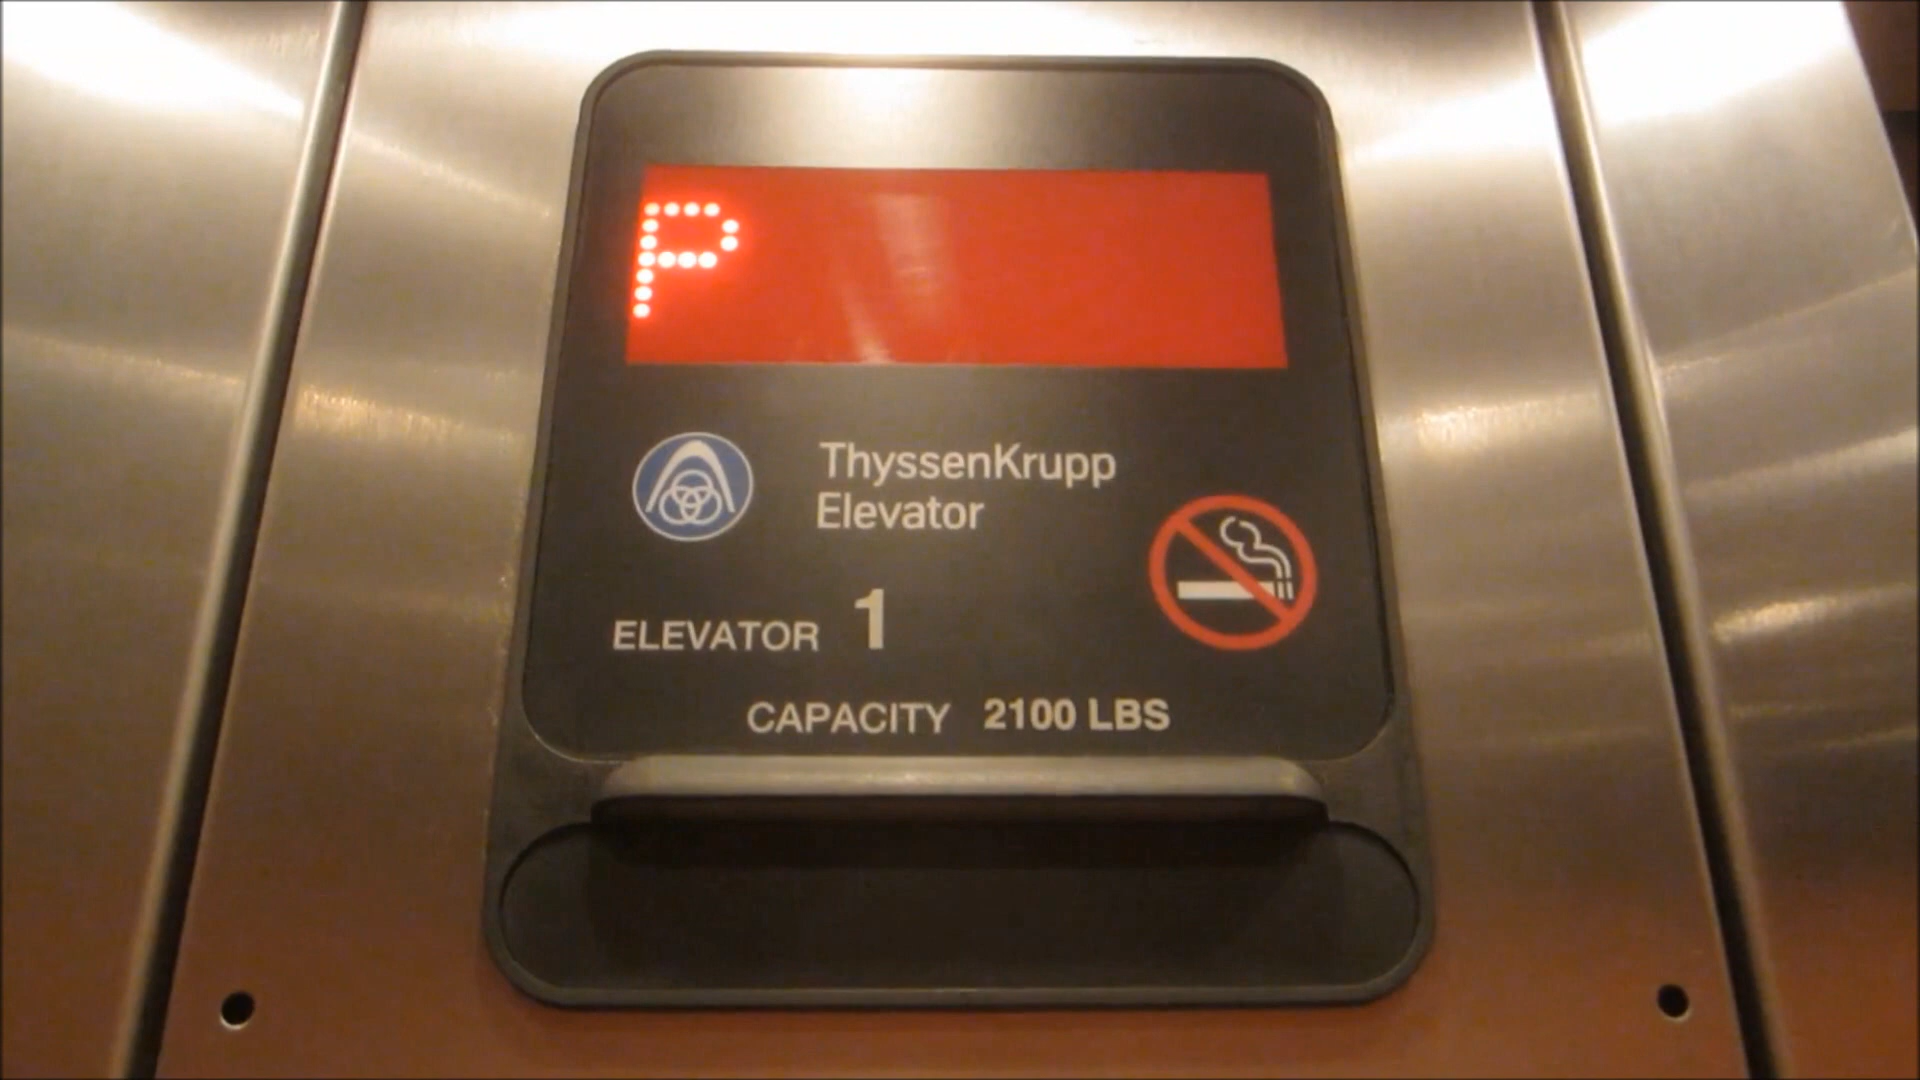 P
ThyssenKrupp
Elevator
ELEVATOR 1
CAPACITY 2100 LBS